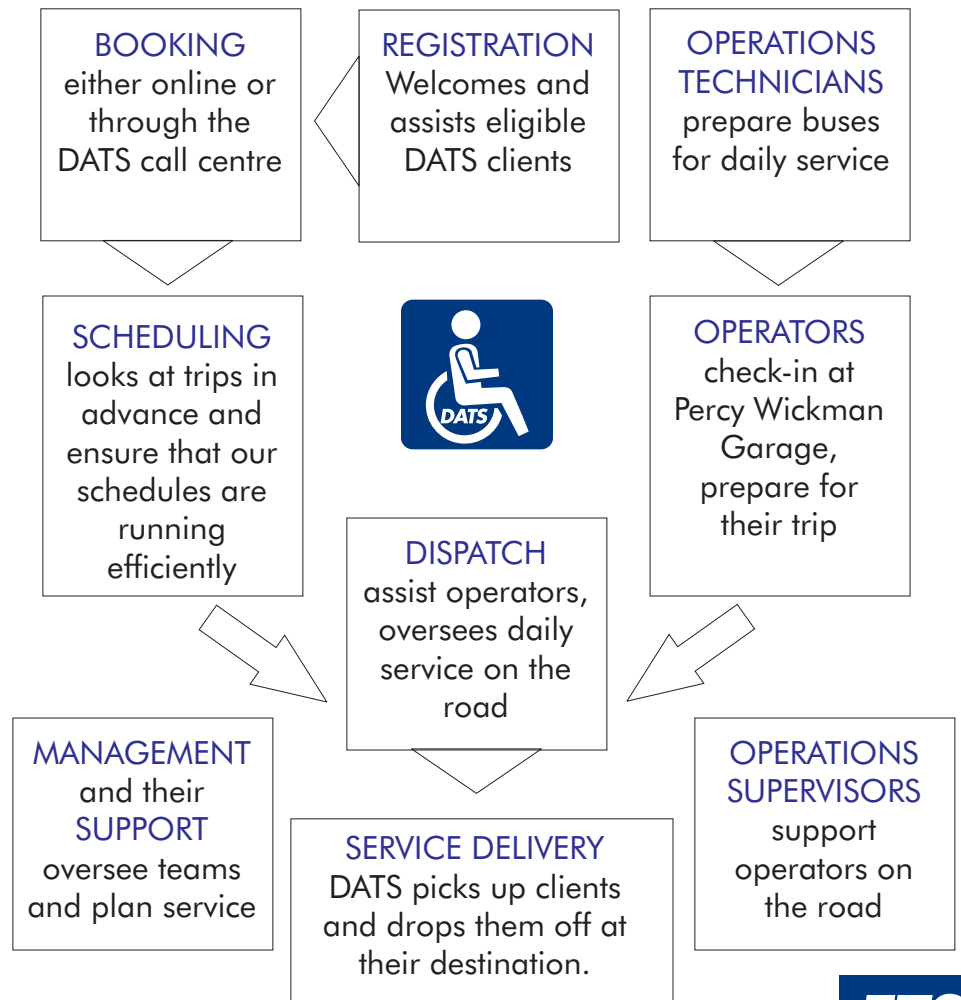 BOOKING
either online or
through the
DATS call centre
REGISTRATION
Welcomes and
assists eligible
DATS clients
OPERATIONS
TECHNICIANS
prepare buses
for daily service
SCHEDULING
looks at trips in
advance and
ensure that our
schedules are
running
efficiently
DATS
OPERATORS
check-in at
Percy Wickman
Garage,
prepare for
their trip
DISPATCH
assist operators,
oversees daily
service on the
road
MANAGEMENT
and their
SUPPORT
oversee teams
and plan service
SERVICE DELIVERY
DATS picks up clients
and drops them off at
their destination.
OPERATIONS
SUPERVISORS
support
operators on
the road